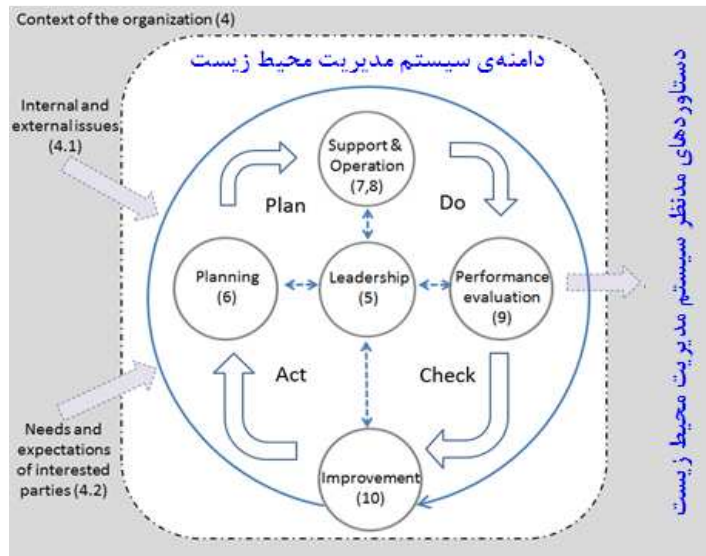 Context of the organization (4)
دامنه‌ی سیستم مدیریت محیط زیست
Internal and
external issues
(4.1)
Support &
Operation
(7,8)
Plan
Do
Planning
(6)
Leadership
(5)
Performance
evaluation
(9)
Act
Check
Needs and
expectations
of interested
parties (4.2)
Improvement
(10)
دستاوردهای مدنظر سیستم مدیریت محیط زیست